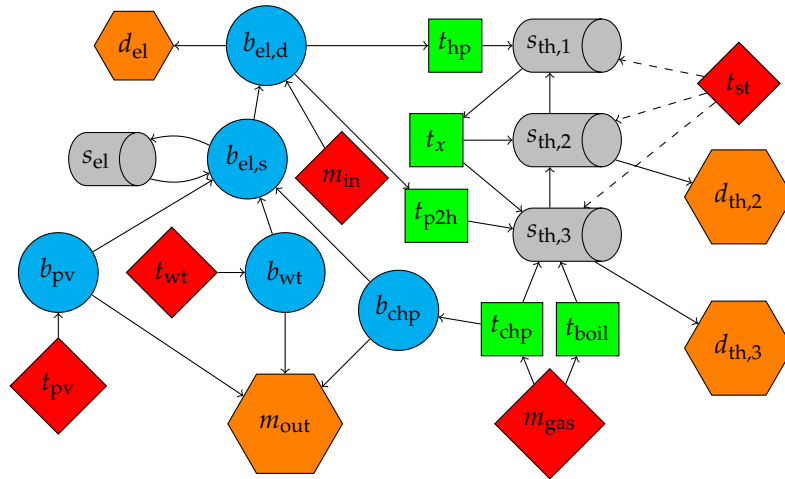 d_el
b_el,d
t_hp
s_th,1
t_st
s_el
b_el,s
m_in
t_x
s_th,2
d_th,2
t_p2h
s_th,3
b_pv
t_wt
b_wt
b_chp
t_chp
t_boil
d_th,3
t_pv
m_out
m_gas